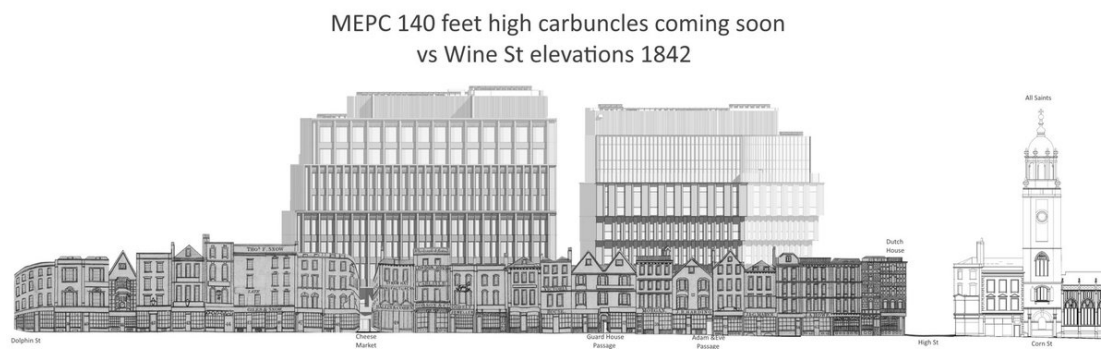 MEPC 140 feet high carbuncles coming soon
vs Wine St elevations 1842
All Saints
Dutch
House
Dolphin St
Cheese
Market
Guard House
Passage
Adam &Eve
Passage
High St
Corn St